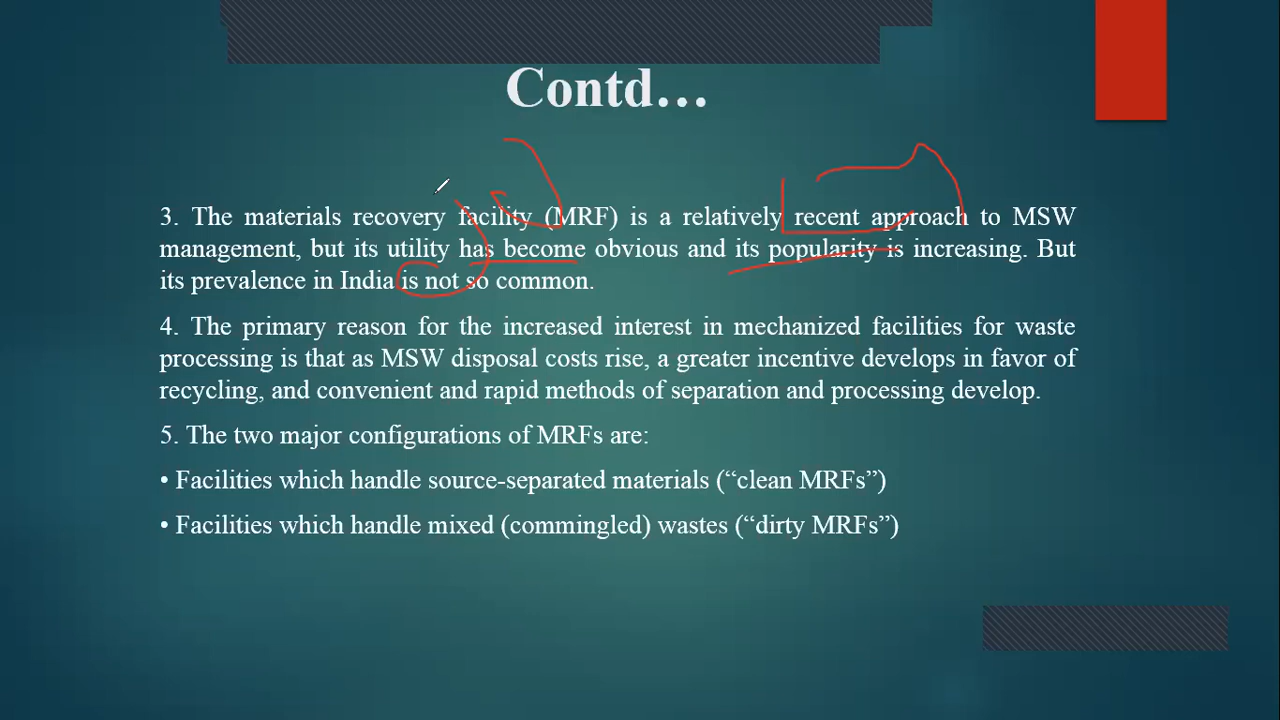 Contd…
3. The materials recovery facility (MRF) is a relatively recent approach to MSW
management, but its utility has become obvious and its popularity is increasing. But
its prevalence in India is not so common.
4. The primary reason for the increased interest in mechanized facilities for waste
processing is that as MSW disposal costs rise, a greater incentive develops in favor of
recycling, and convenient and rapid methods of separation and processing develop.
5. The two major configurations of MRFs are:
• Facilities which handle source-separated materials (“clean MRFs”)
• Facilities which handle mixed (commingled) wastes (“dirty MRFs”)